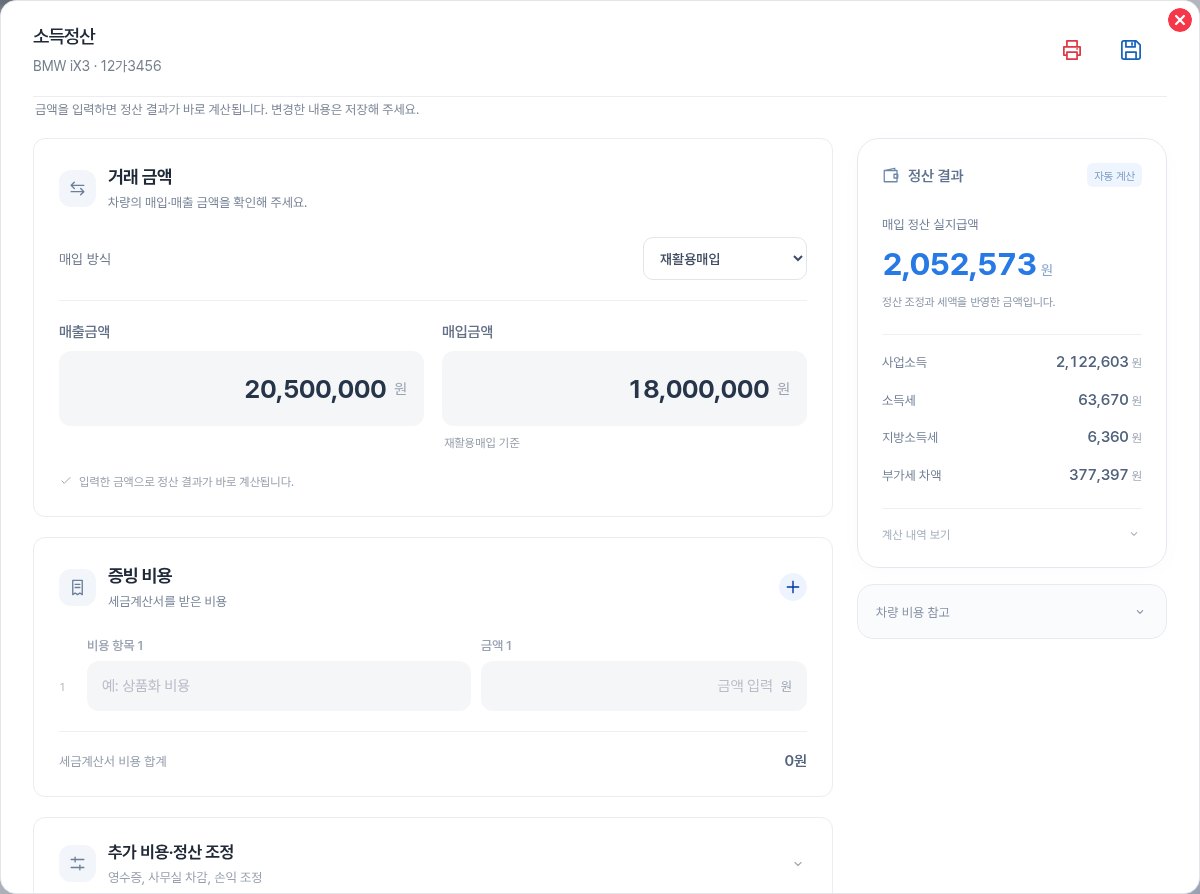 소득정산
BMW iX3 · 12가3456
금액을 입력하면 정산 결과가 바로 계산됩니다. 변경한 내용은 저장해 주세요.
거래 금액
차량의 매입·매출 금액을 확인해 주세요.
매입 방식
재활용매입
매출금액
매입금액
20,500,000 원
18,000,000 원
재활용매입 기준
입력한 금액으로 정산 결과가 바로 계산됩니다.
증빙 비용
세금계산서를 받은 비용
비용 항목 1
금액 1
1
예: 상품화 비용
금액 입력 원
세금계산서 비용 합계
0원
추가 비용·정산 조정
영수증, 사무실 차감, 손익 조정
정산 결과
자동 계산
매입 정산 실지급액
2,052,573 원
정산 조정과 세액을 반영한 금액입니다.
사업소득 2,122,603 원
소득세 63,670 원
지방소득세 6,360 원
부가세 차액 377,397 원
계산 내역 보기
차량 비용 참고